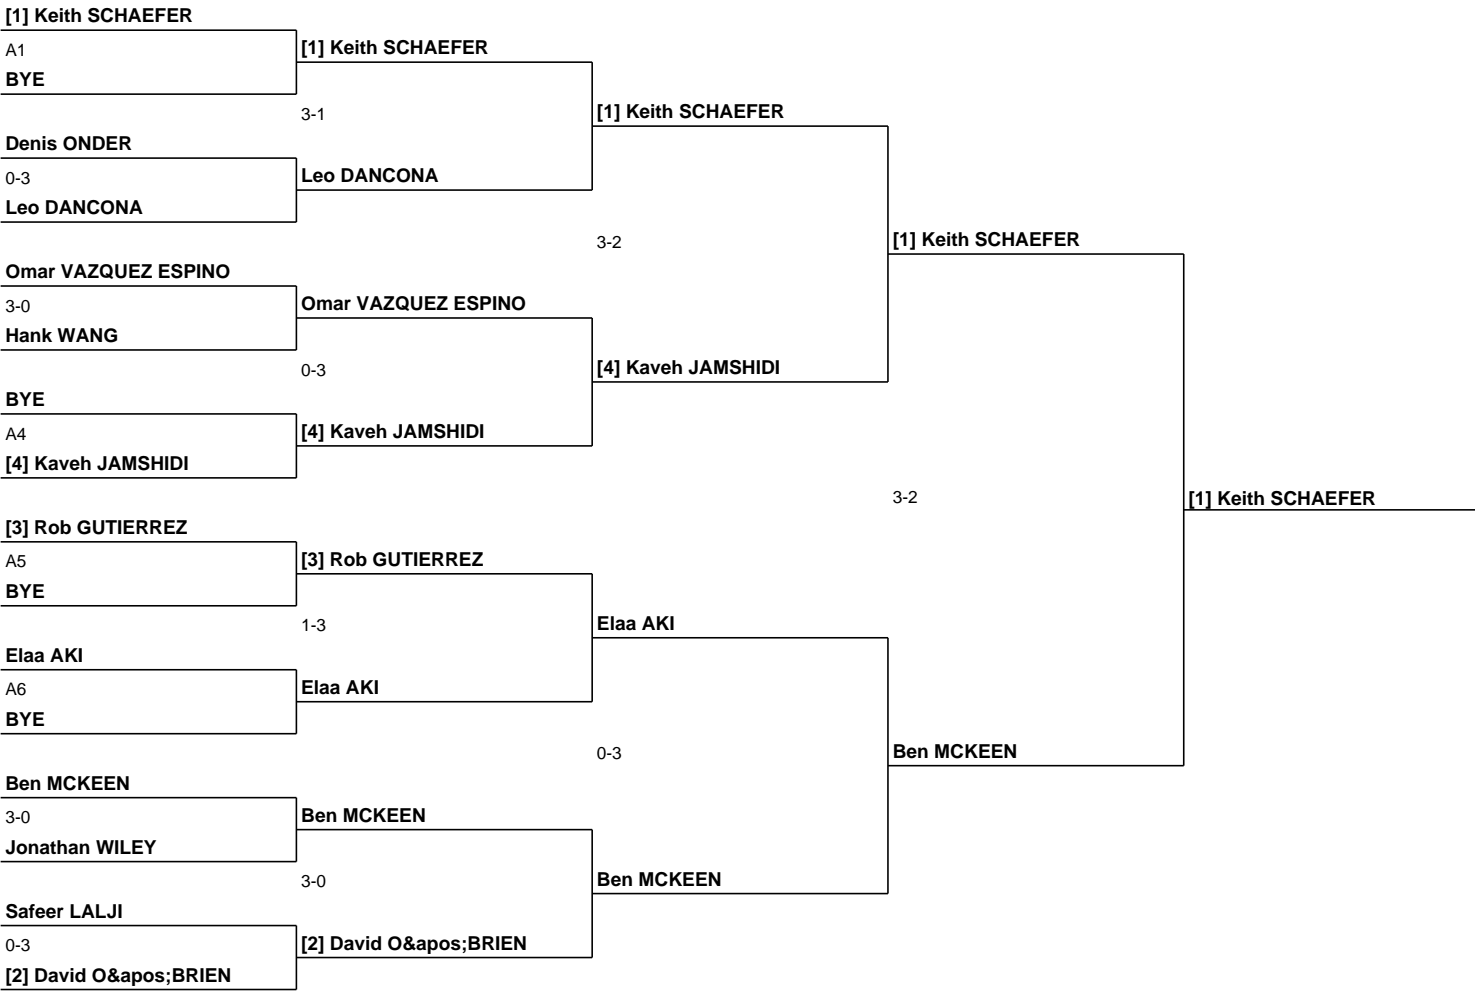 [1] Keith SCHAEFER
A1
BYE
[1] Keith SCHAEFER
3-1
Denis ONDER
0-3
Leo DANCONA
Leo DANCONA
[1] Keith SCHAEFER
3-2
Omar VAZQUEZ ESPINO
3-0
Hank WANG
Omar VAZQUEZ ESPINO
0-3
BYE
A4
[4] Kaveh JAMSHIDI
[4] Kaveh JAMSHIDI
[4] Kaveh JAMSHIDI
[1] Keith SCHAEFER
3-2
[1] Keith SCHAEFER
[3] Rob GUTIERREZ
A5
BYE
[3] Rob GUTIERREZ
1-3
Elaa AKI
A6
BYE
Elaa AKI
Elaa AKI
0-3
Ben MCKEEN
Ben MCKEEN
3-0
Jonathan WILEY
Ben MCKEEN
3-0
Safeer LALJI
0-3
[2] David O&apos;BRIEN
[2] David O&apos;BRIEN
Ben MCKEEN